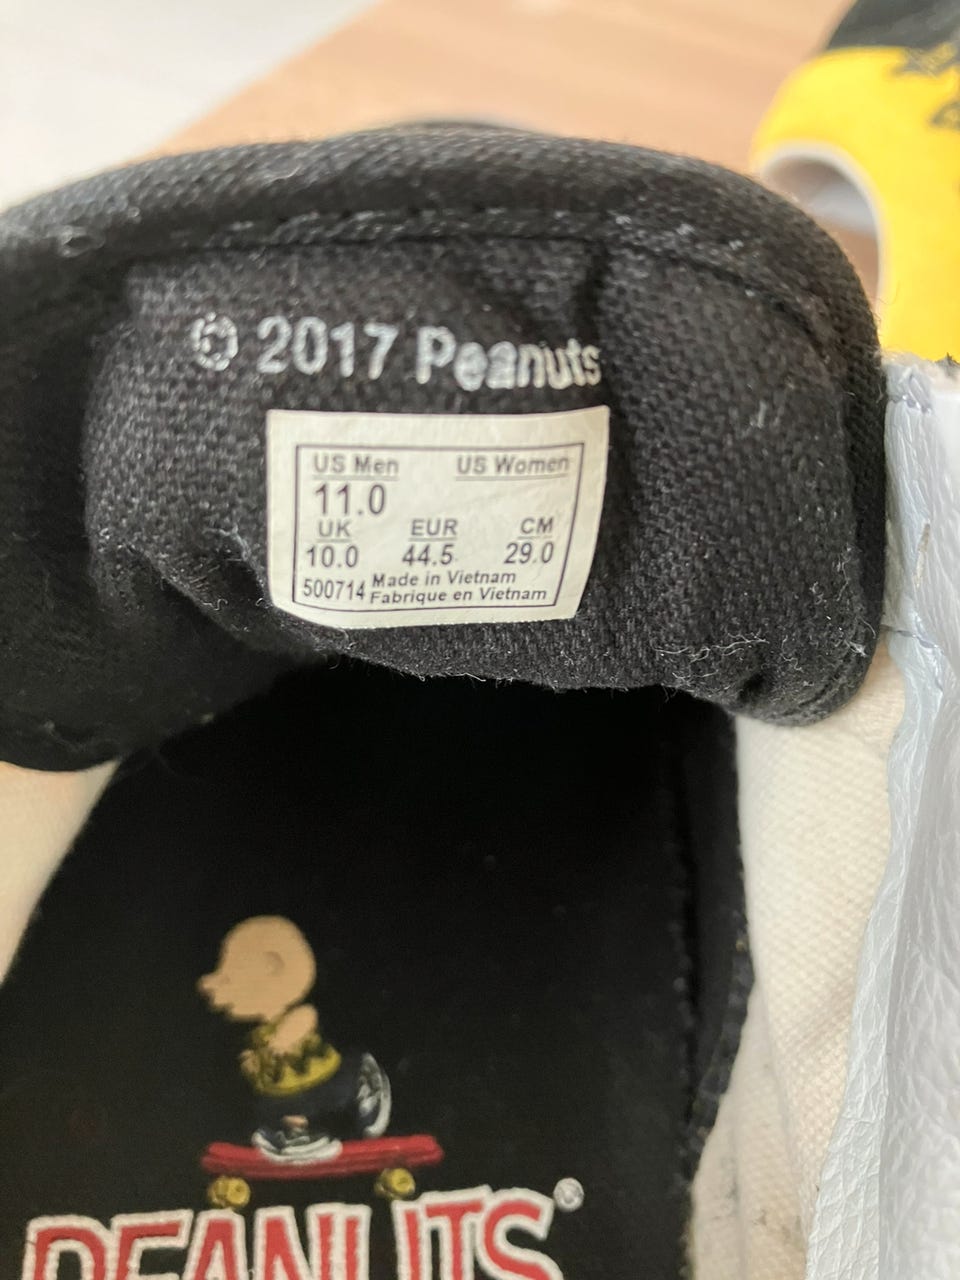 © 2017 Peanuts
US Men US Women
11.0
UK EUR CM
10.0 44.5 29.0
500714 Made in Vietnam
Fabrique en Vietnam
PEANUTS®